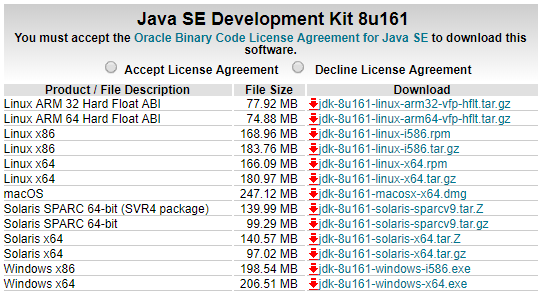 Java SE Development Kit 8u161
You must accept the Oracle Binary Code License Agreement for Java SE to download this
software.
Accept License Agreement Decline License Agreement
Product / File Description File Size Download
Linux ARM 32 Hard Float ABI 77.92 MB jdk-8u161-linux-arm32-vfp-hflt.tar.gz
Linux ARM 64 Hard Float ABI 74.88 MB jdk-8u161-linux-arm64-vfp-hflt.tar.gz
Linux x86 168.96 MB jdk-8u161-linux-i586.rpm
Linux x86 183.76 MB jdk-8u161-linux-i586.tar.gz
Linux x64 166.09 MB jdk-8u161-linux-x64.rpm
Linux x64 180.97 MB jdk-8u161-linux-x64.tar.gz
macOS 247.12 MB jdk-8u161-macosx-x64.dmg
Solaris SPARC 64-bit (SVR4 package) 139.99 MB jdk-8u161-solaris-sparcv9.tar.Z
Solaris SPARC 64-bit 99.29 MB jdk-8u161-solaris-sparcv9.tar.gz
Solaris x64 140.57 MB jdk-8u161-solaris-x64.tar.Z
Solaris x64 97.02 MB jdk-8u161-solaris-x64.tar.gz
Windows x86 198.54 MB jdk-8u161-windows-i586.exe
Windows x64 206.51 MB jdk-8u161-windows-x64.exe